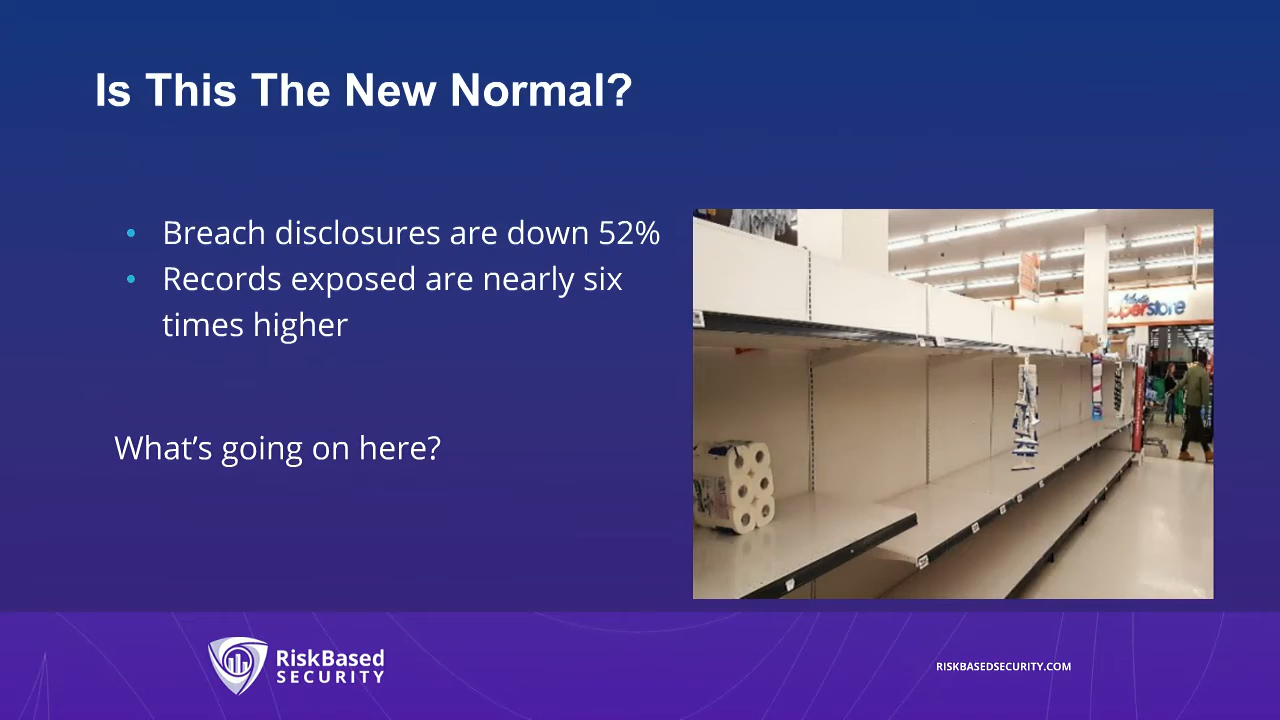 Is This The New Normal?
• Breach disclosures are down 52%
• Records exposed are nearly six
times higher
What's going on here?
superstore
RiskBased
SECURITY
RISKBASEDSECURITY.COM